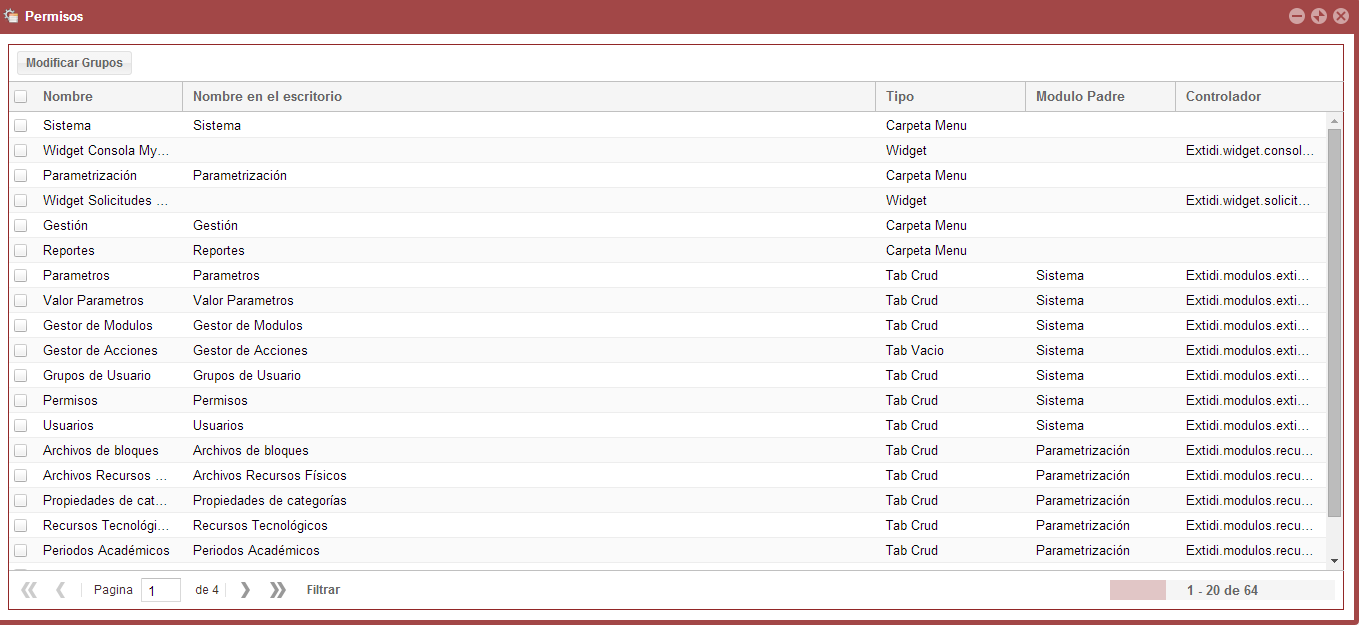 Permisos
Modificar Grupos
Nombre Nombre en el escritorio Tipo Modulo Padre Controlador
Sistema Sistema Carpeta Menu
Widget Consola My... Widget Extidi.widget.consol...
Parametrización Parametrización Carpeta Menu
Widget Solicitudes ... Widget Extidi.widget.solicit...
Gestión Gestión Carpeta Menu
Reportes Reportes Carpeta Menu
Parametros Parametros Tab Crud Sistema Extidi.modulos.exti...
Valor Parametros Valor Parametros Tab Crud Sistema Extidi.modulos.exti...
Gestor de Modulos Gestor de Modulos Tab Crud Sistema Extidi.modulos.exti...
Gestor de Acciones Gestor de Acciones Tab Vacio Sistema Extidi.modulos.exti...
Grupos de Usuario Grupos de Usuario Tab Crud Sistema Extidi.modulos.exti...
Permisos Permisos Tab Crud Sistema Extidi.modulos.exti...
Usuarios Usuarios Tab Crud Sistema Extidi.modulos.exti...
Archivos de bloques Archivos de bloques Tab Crud Parametrización Extidi.modulos.recu...
Archivos Recursos ... Archivos Recursos Físicos Tab Crud Parametrización Extidi.modulos.recu...
Propiedades de cat... Propiedades de categorías Tab Crud Parametrización Extidi.modulos.recu...
Recursos Tecnológi... Recursos Tecnológicos Tab Crud Parametrización Extidi.modulos.recu...
Periodos Académicos Periodos Académicos Tab Crud Parametrización Extidi.modulos.recu...
Pagina 1 de 4 Filtrar 1 - 20 de 64